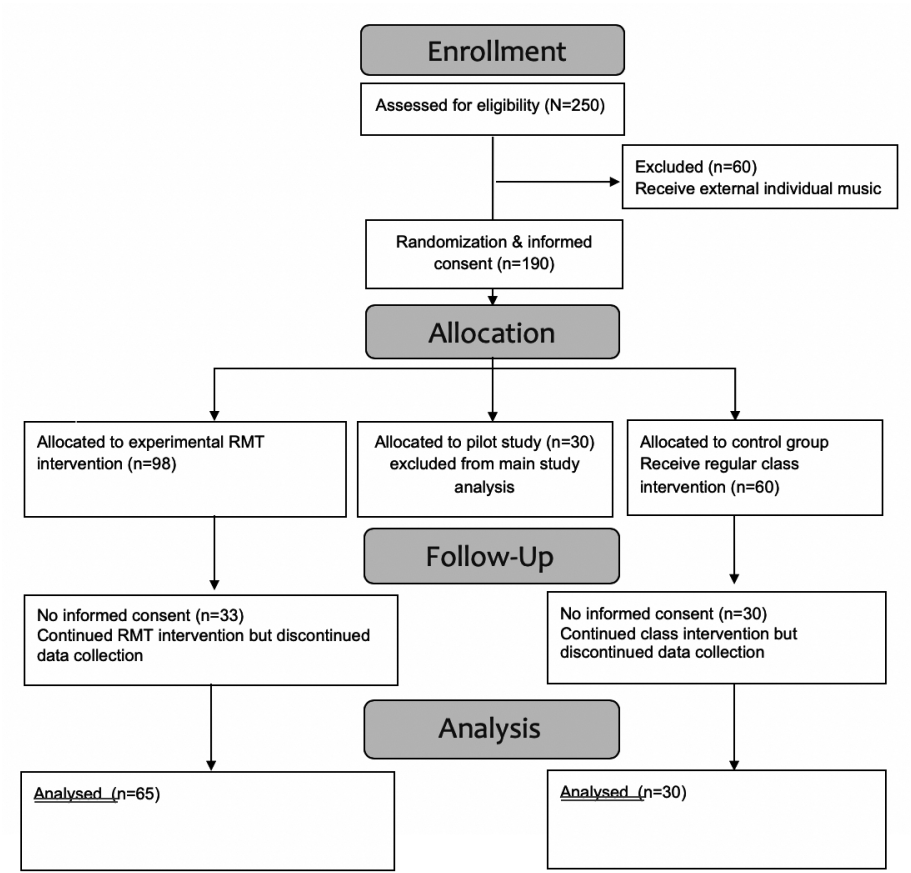 Enrollment
Assessed for eligibility (N=250)
Excluded (n=60)
Receive external individual music
Randomization & informed
consent (n=190)
Allocation
Allocated to experimental RMT
intervention (n=98)
Allocated to pilot study (n=30)
excluded from main study
analysis
Allocated to control group
Receive regular class
intervention (n=60)
Follow-Up
No informed consent (n=33)
Continued RMT intervention but discontinued
data collection
No informed consent (n=30)
Continued class intervention but
discontinued data collection
Analysis
Analysed (n=65)
Analysed (n=30)